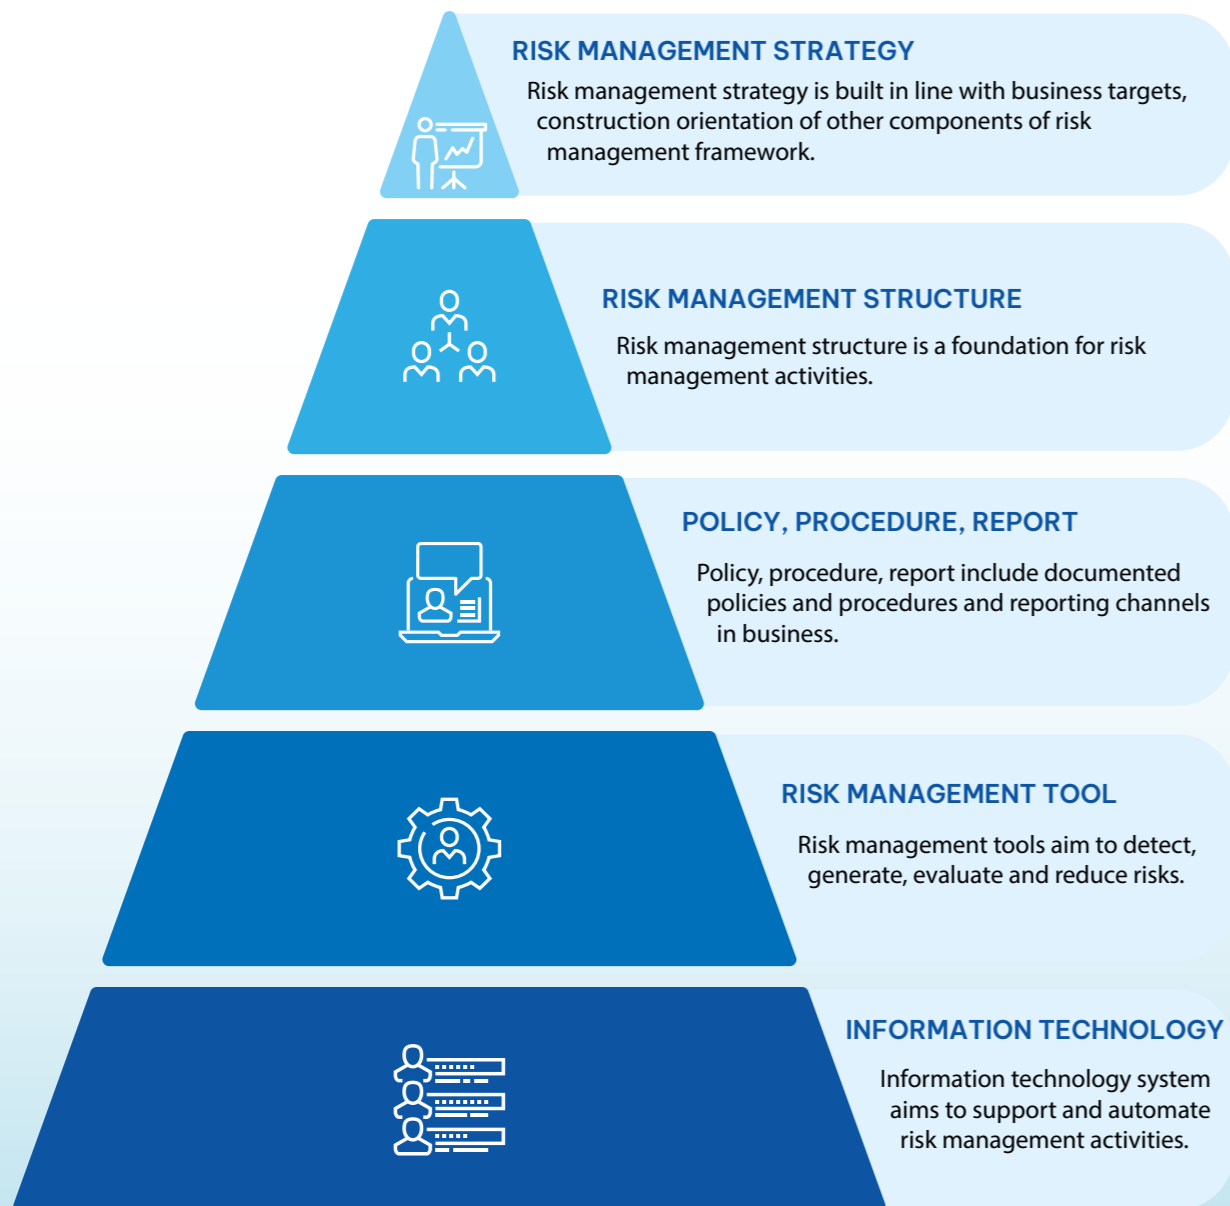 RISK MANAGEMENT STRATEGY
Risk management strategy is built in line with business targets,
construction orientation of other components of risk
management framework.
RISK MANAGEMENT STRUCTURE
Risk management structure is a foundation for risk
management activities.
POLICY, PROCEDURE, REPORT
Policy, procedure, report include documented
policies and procedures and reporting channels
in business.
RISK MANAGEMENT TOOL
Risk management tools aim to detect,
generate, evaluate and reduce risks.
INFORMATION TECHNOLOGY
Information technology system
aims to support and automate
risk management activities.